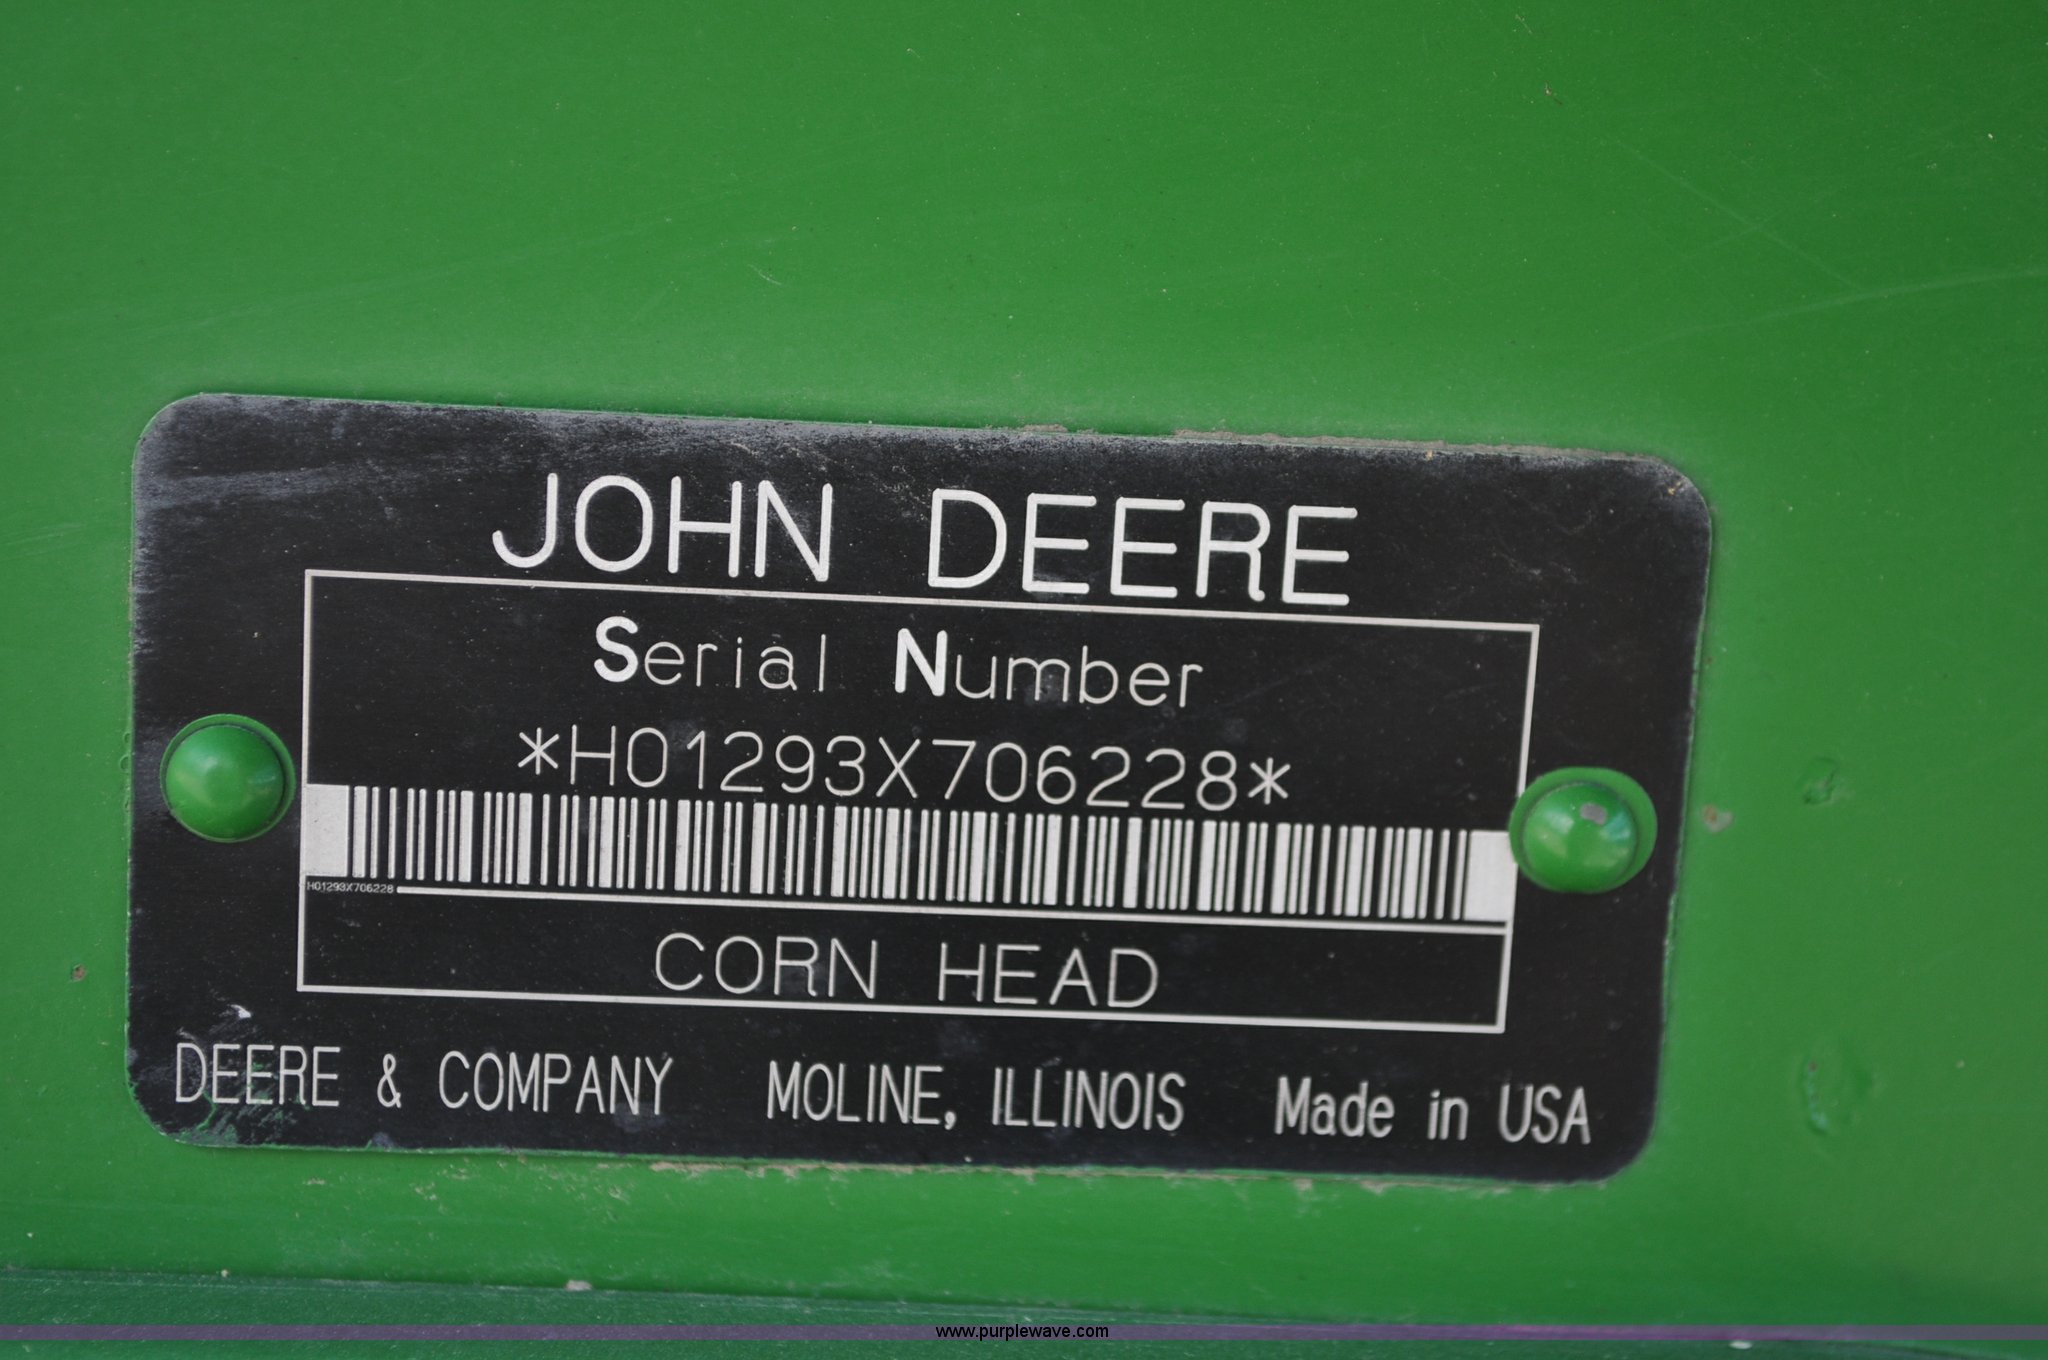 JOHN DEERE
Serial Number
*H01293X706228*
H01293X706228
CORN HEAD
DEERE & COMPANY MOLINE, ILLINOIS Made in USA
www.purplewave.com